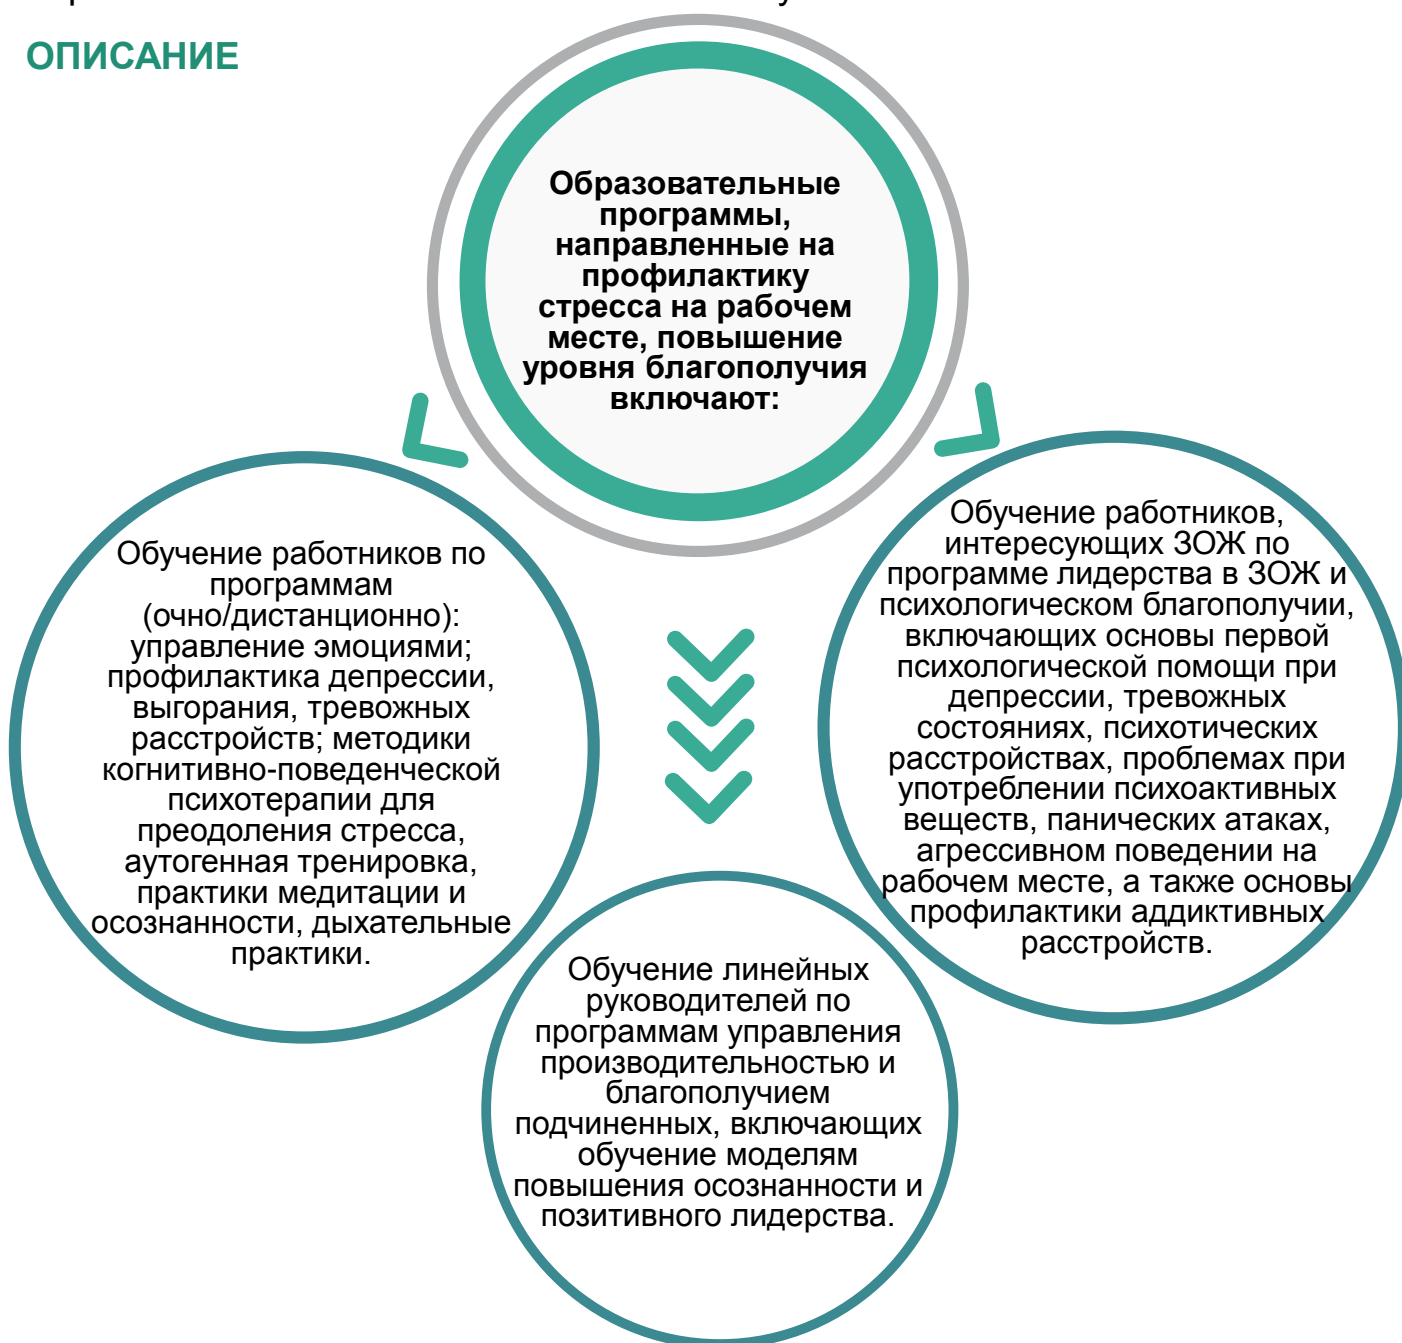 ОПИСАНИЕ
Образовательные
программы,
направленные на
профилактику
стресса на рабочем
месте, повышение
уровня благополучия
включают:
Обучение работников по
программам
(очно/дистанционно):
управление эмоциями;
профилактика депрессии,
выгорания, тревожных
расстройств; методики
когнитивно-поведенческой
психотерапии для
преодоления стресса,
аутогенная тренировка,
практики медитации и
осознанности, дыхательные
практики.
Обучение работников,
интересующих ЗОЖ по
программе лидерства в ЗОЖ и
психологическом благополучии,
включающих основы первой
психологической помощи при
депрессии, тревожных
состояниях, психотических
расстройствах, проблемах при
употреблении психоактивных
веществ, панических атаках,
агрессивном поведении на
рабочем месте, а также основы
профилактики аддиктивных
расстройств.
Обучение линейных
руководителей по
программам управления
производительностью и
благополучием
подчиненных, включающих
обучение моделям
повышения осознанности и
позитивного лидерства.